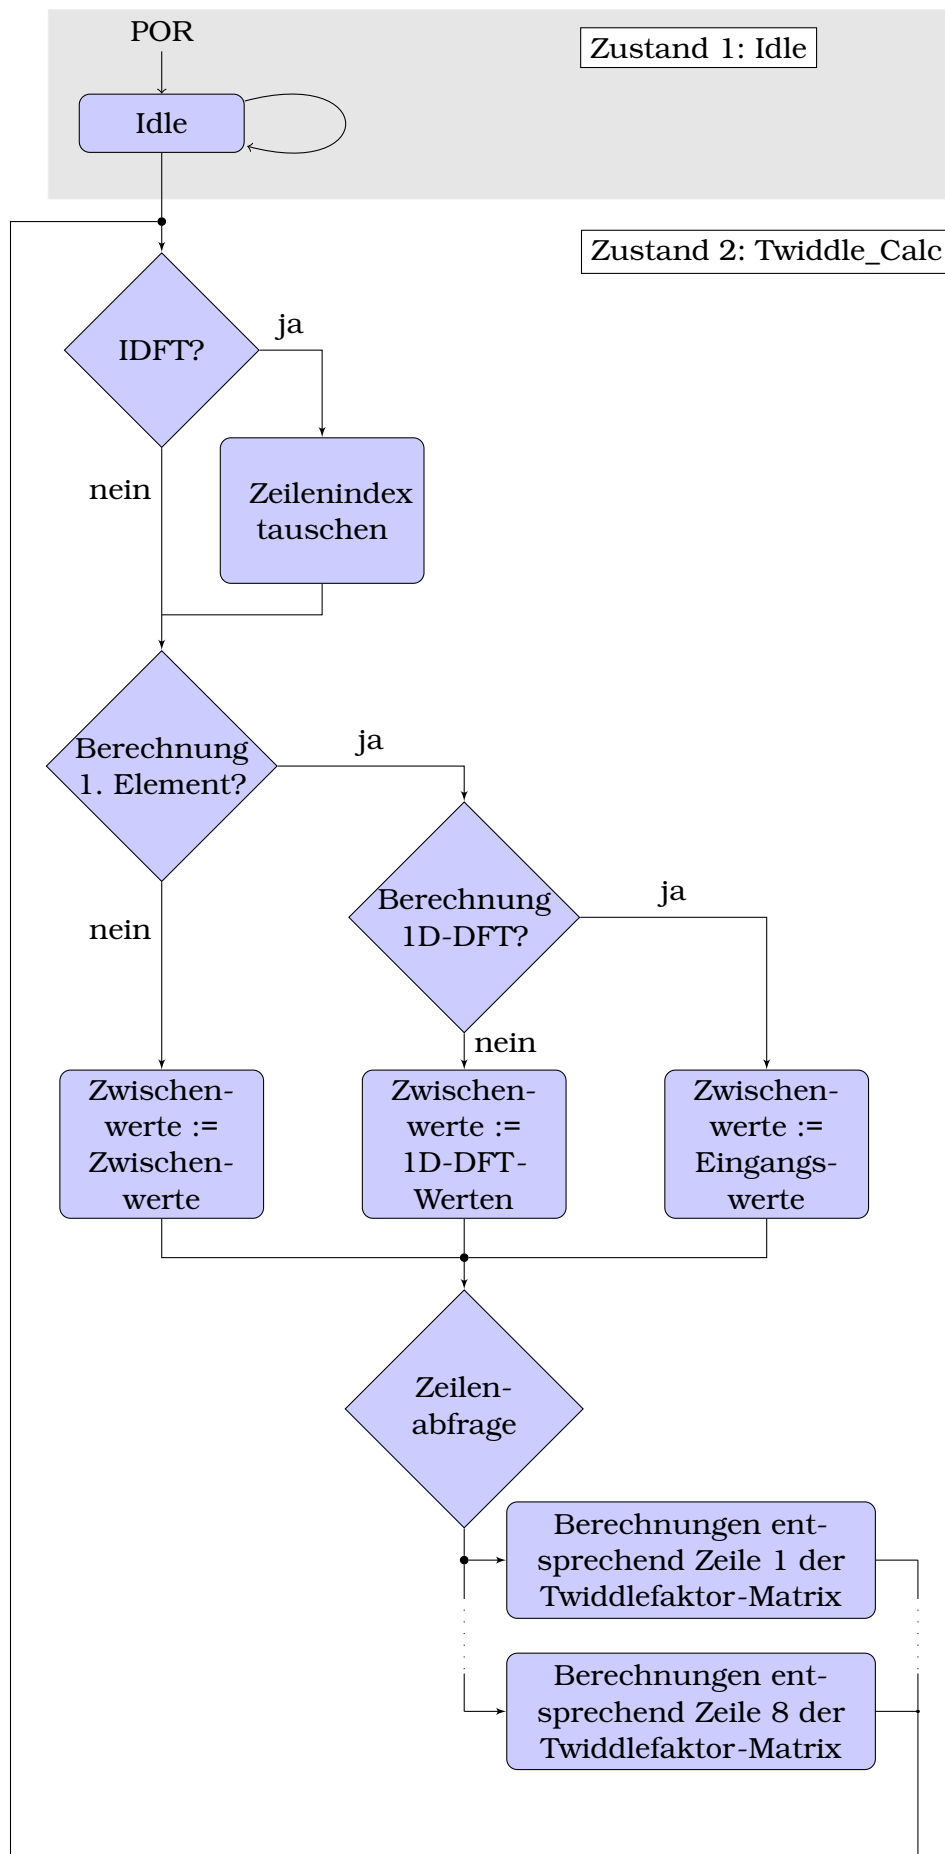 POR
Zustand 1: Idle
Idle
Zustand 2: Twiddle_Calc
ja
IDFT?
nein
Zeilenindex
tauschen
ja
Berechnung
1. Element?
ja
Berechnung
1D-DFT?
nein
nein
Zwischen-
werte :=
Zwischen-
werte
Zwischen-
werte :=
1D-DFT-
Werten
Zwischen-
werte :=
Eingangs-
werte
Zeilen-
abfrage
Berechnungen ent-
sprechend Zeile 1 der
Twiddlefaktor-Matrix
Berechnungen ent-
sprechend Zeile 8 der
Twiddlefaktor-Matrix